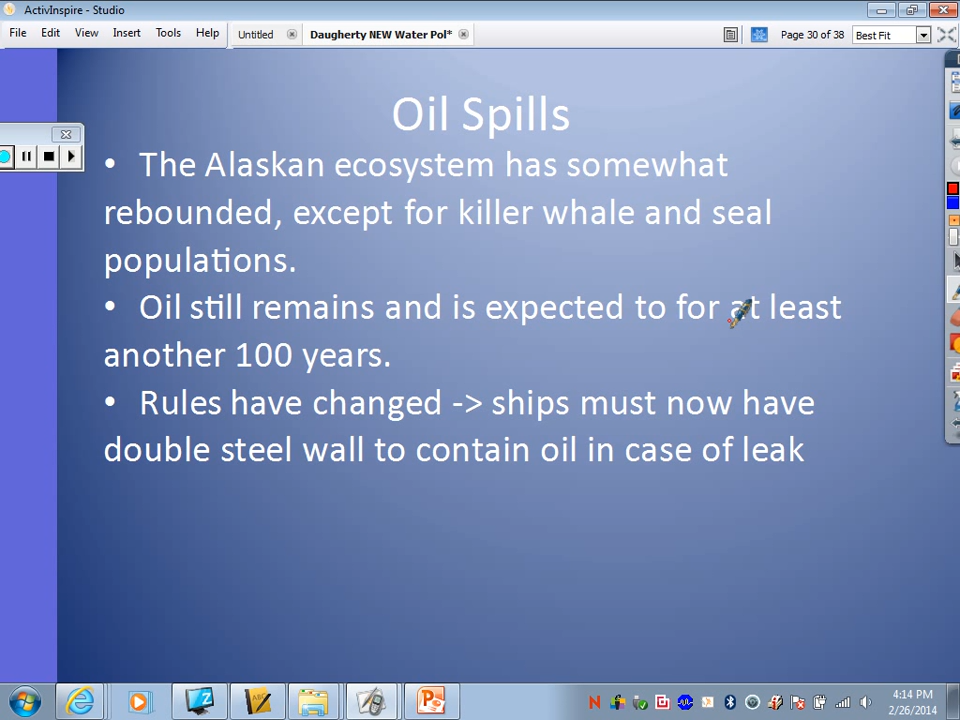 ActivInspire - Studio
File Edit View Insert Tools Help Untitled Daugherty NEW Water Pol* Page 30 of 38 Best Fit
Oil Spills
• The Alaskan ecosystem has somewhat
rebounded, except for killer whale and seal
populations.
• Oil still remains and is expected to for at least
another 100 years.
• Rules have changed -> ships must now have
double steel wall to contain oil in case of leak
4:14 PM
2/26/2014